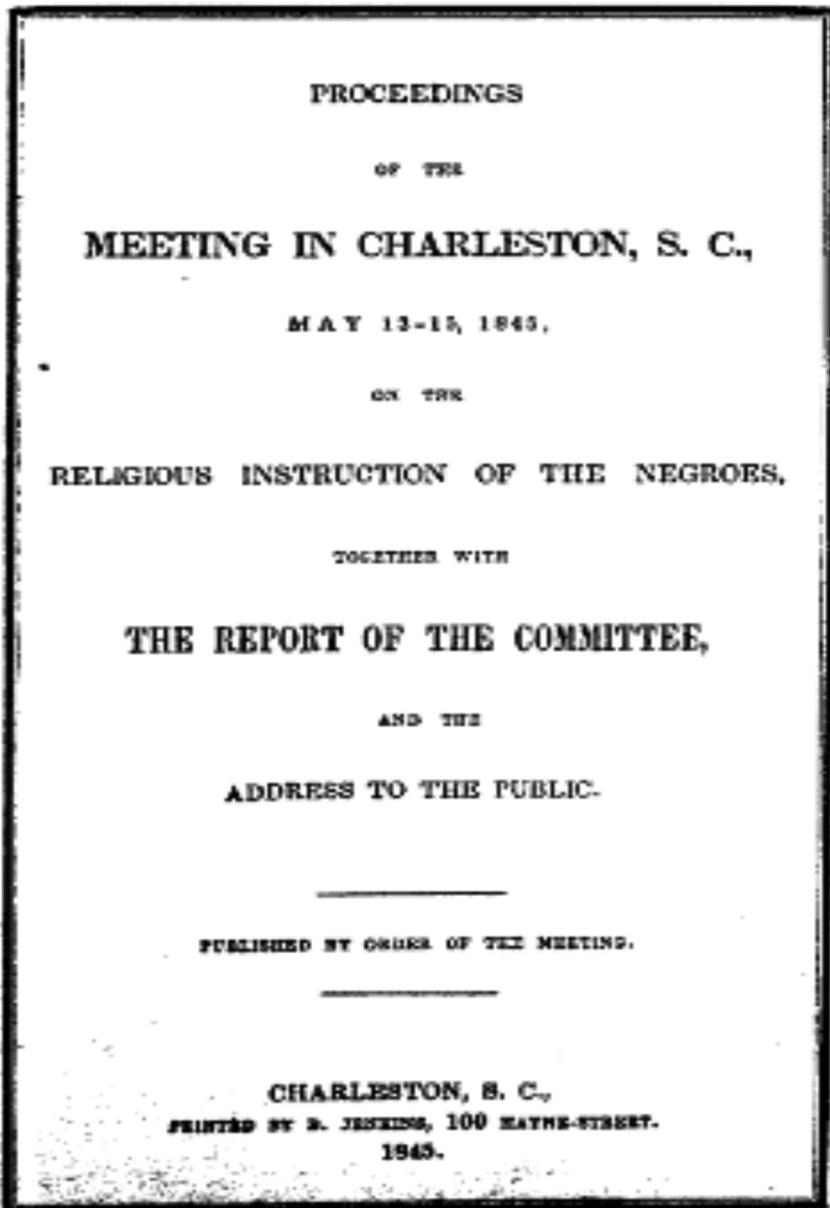 PROCEEDINGS
OF THE
MEETING IN CHARLESTON, S. C.,
MAY 13-15, 1845,
ON THE
RELIGIOUS INSTRUCTION OF THE NEGROES,
TOGETHER WITH
THE REPORT OF THE COMMITTEE,
AND THE
ADDRESS TO THE PUBLIC.
PUBLISHED BY ORDER OF THE MEETING.
CHARLESTON, S. C.,
PRINTED BY B. JENKINS, 100 HAYNE-STREET.
1845.